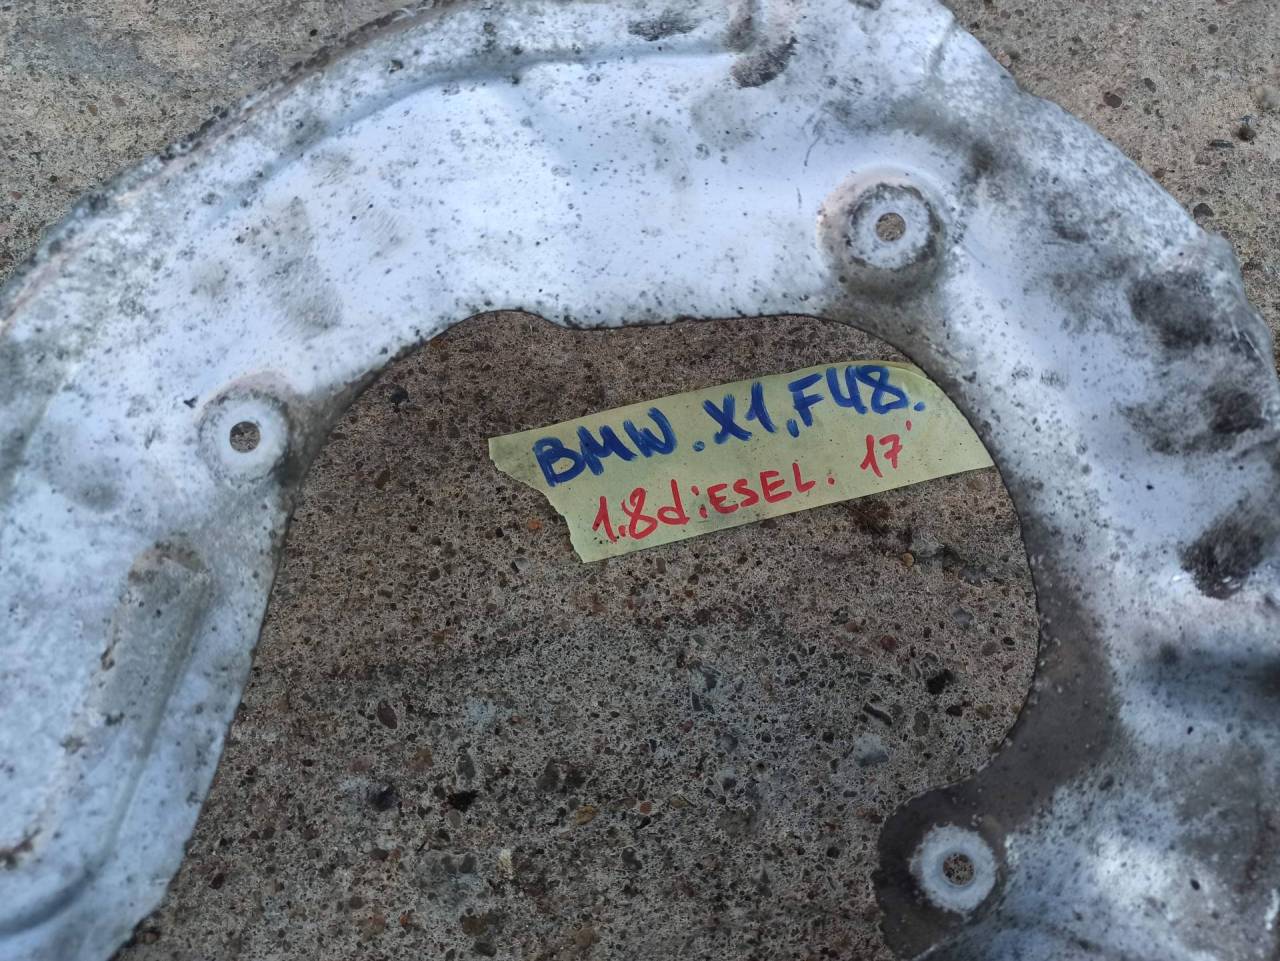 BMW. X1, F48.
1.8diESEL. 17'